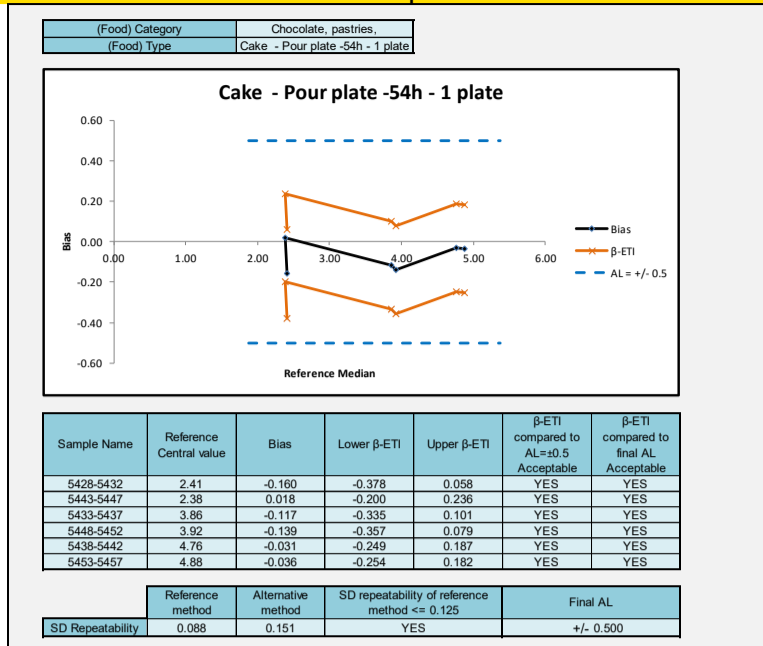 (Food) Category Chocolate, pastries,
(Food) Type Cake - Pour plate -54h - 1 plate
Cake - Pour plate -54h - 1 plate
0.60
0.40
0.20
0.00
0.00 1.00 2.00 3.00 4.00 5.00 6.00
-0.20
-0.40
-0.60
Bias
Reference Median
Bias
β-ETI
AL = +/- 0.5
Sample Name Reference Central value Bias Lower β-ETI Upper β-ETI β-ETI compared to AL=±0.5 Acceptable β-ETI compared to final AL Acceptable
5428-5432 2.41 -0.160 -0.378 0.058 YES YES
5443-5447 2.38 0.018 -0.200 0.236 YES YES
5433-5437 3.86 -0.117 -0.335 0.101 YES YES
5448-5452 3.92 -0.139 -0.357 0.079 YES YES
5438-5442 4.76 -0.031 -0.249 0.187 YES YES
5453-5457 4.88 -0.036 -0.254 0.182 YES YES
Reference method Alternative method SD repeatability of reference method <= 0.125 Final AL
SD Repeatability 0.088 0.151 YES +/- 0.500